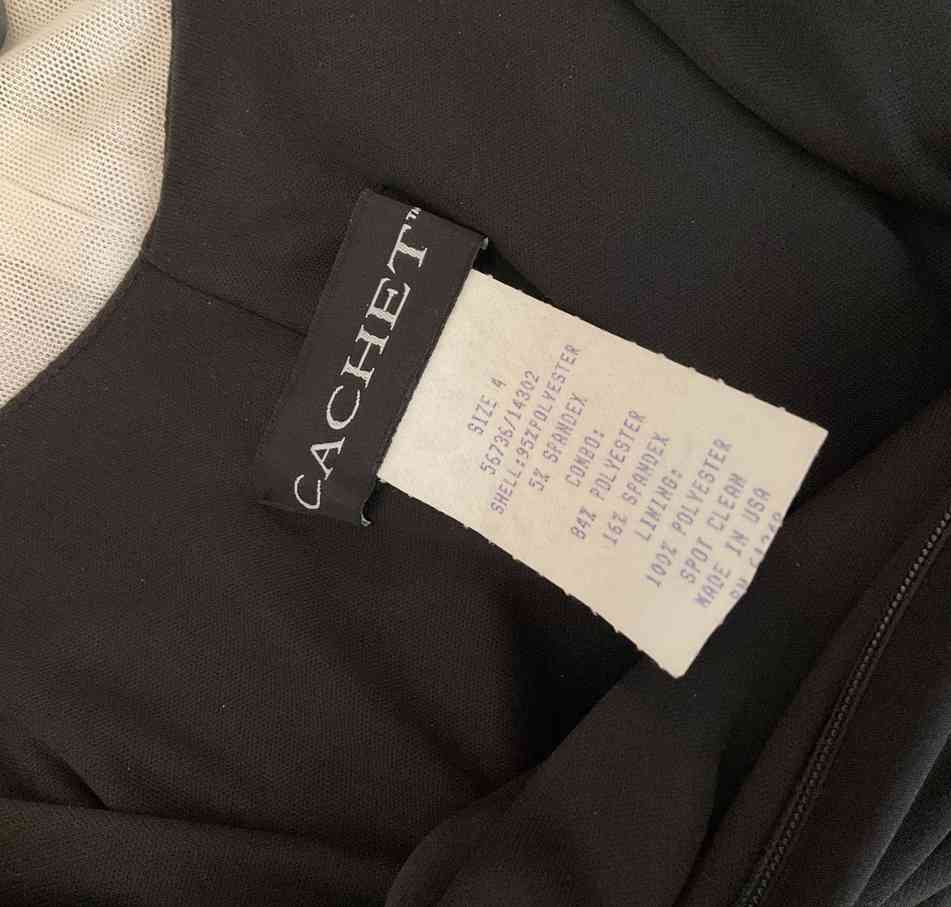 CACHET™
SIZE 4
56736/14302
SHELL:95%POLYESTER
5% SPANDEX
COMBO:
84% POLYESTER
16% SPANDEX
LINING:
100% POLYESTER
SPOT CLEAN
MADE IN USA
RN